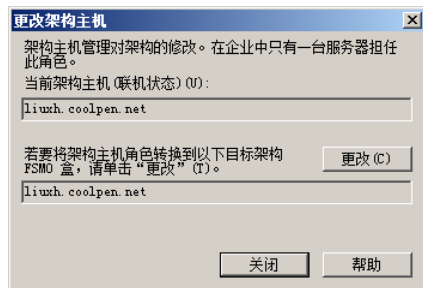 更改架构主机
架构主机管理对架构的修改。在企业中只有一台服务器担任
此角色。
当前架构主机(联机状态)(U):
liuxh.coolpen.net
若要将架构主机角色转换到以下目标架构
FSMO 盒，请单击“更改”(T)。
更改(C)
liuxh.coolpen.net
关闭
帮助